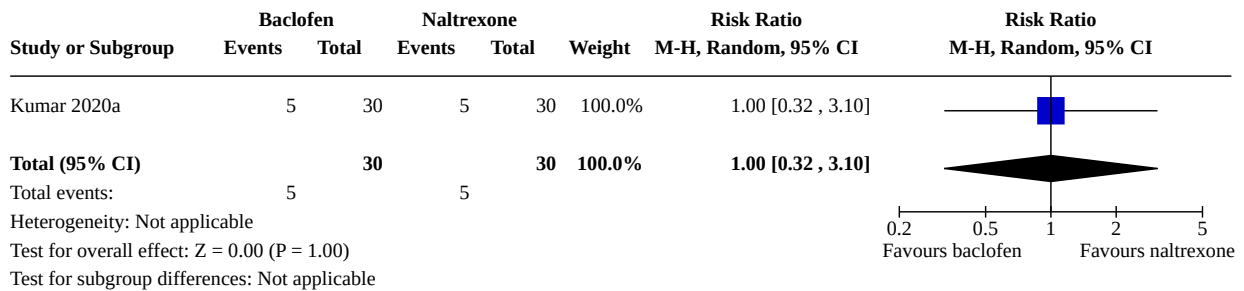 Baclofen Naltrexone Risk Ratio Risk Ratio
Study or Subgroup Events Total Events Total Weight M-H, Random, 95% CI M-H, Random, 95% CI
Kumar 2020a 5 30 5 30 100.0% 1.00 [0.32 , 3.10]
Total (95% CI) 30 30 100.0% 1.00 [0.32 , 3.10]
Total events: 5 5
Heterogeneity: Not applicable
Test for overall effect: Z = 0.00 (P = 1.00)
Test for subgroup differences: Not applicable
0.2 0.5 1 2 5
Favours baclofen Favours naltrexone